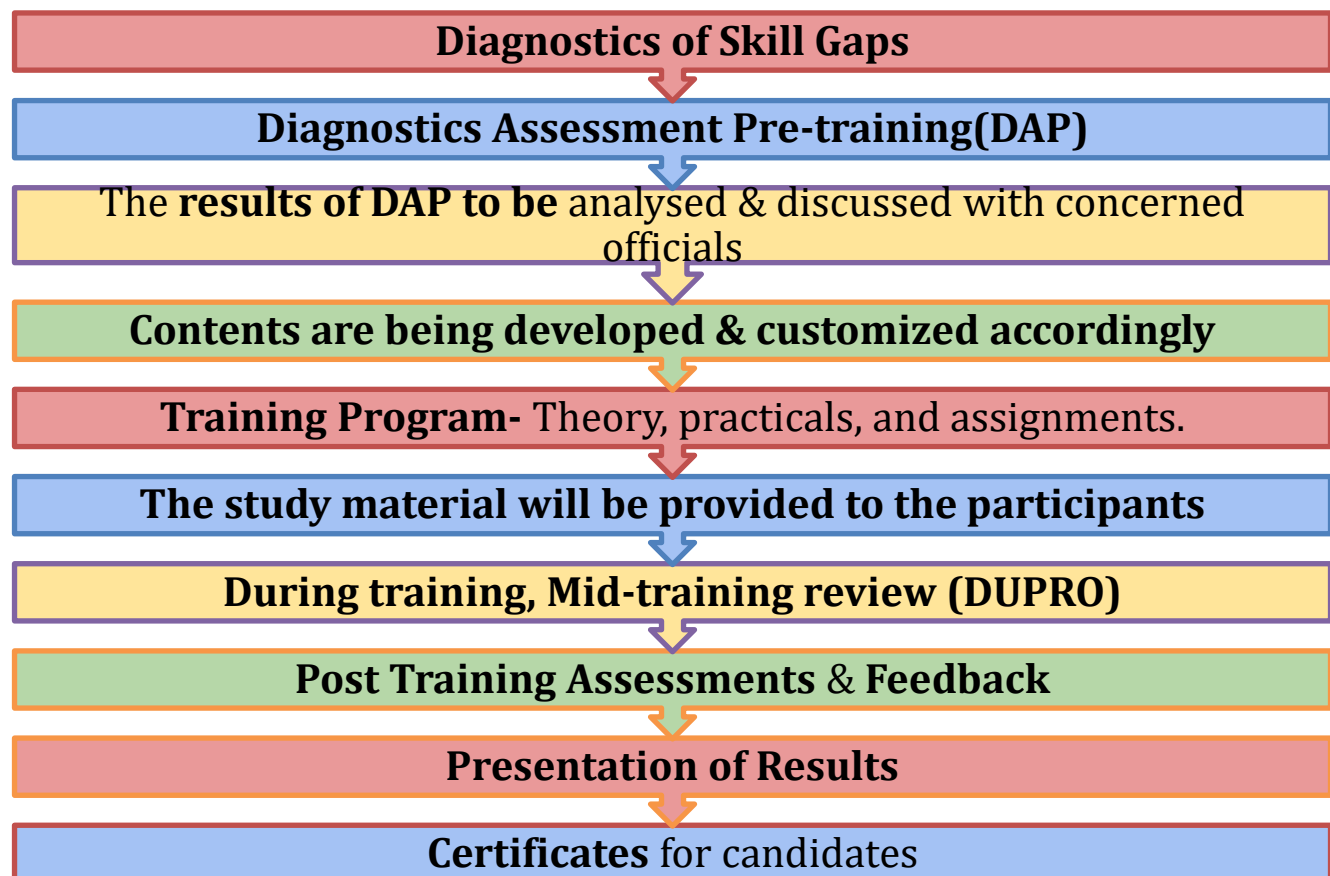 Diagnostics of Skill Gaps
Diagnostics Assessment Pre-training(DAP)
The results of DAP to be analysed & discussed with concerned
officials
Contents are being developed & customized accordingly
Training Program- Theory, practicals, and assignments.
The study material will be provided to the participants
During training, Mid-training review (DUPRO)
Post Training Assessments & Feedback
Presentation of Results
Certificates for candidates